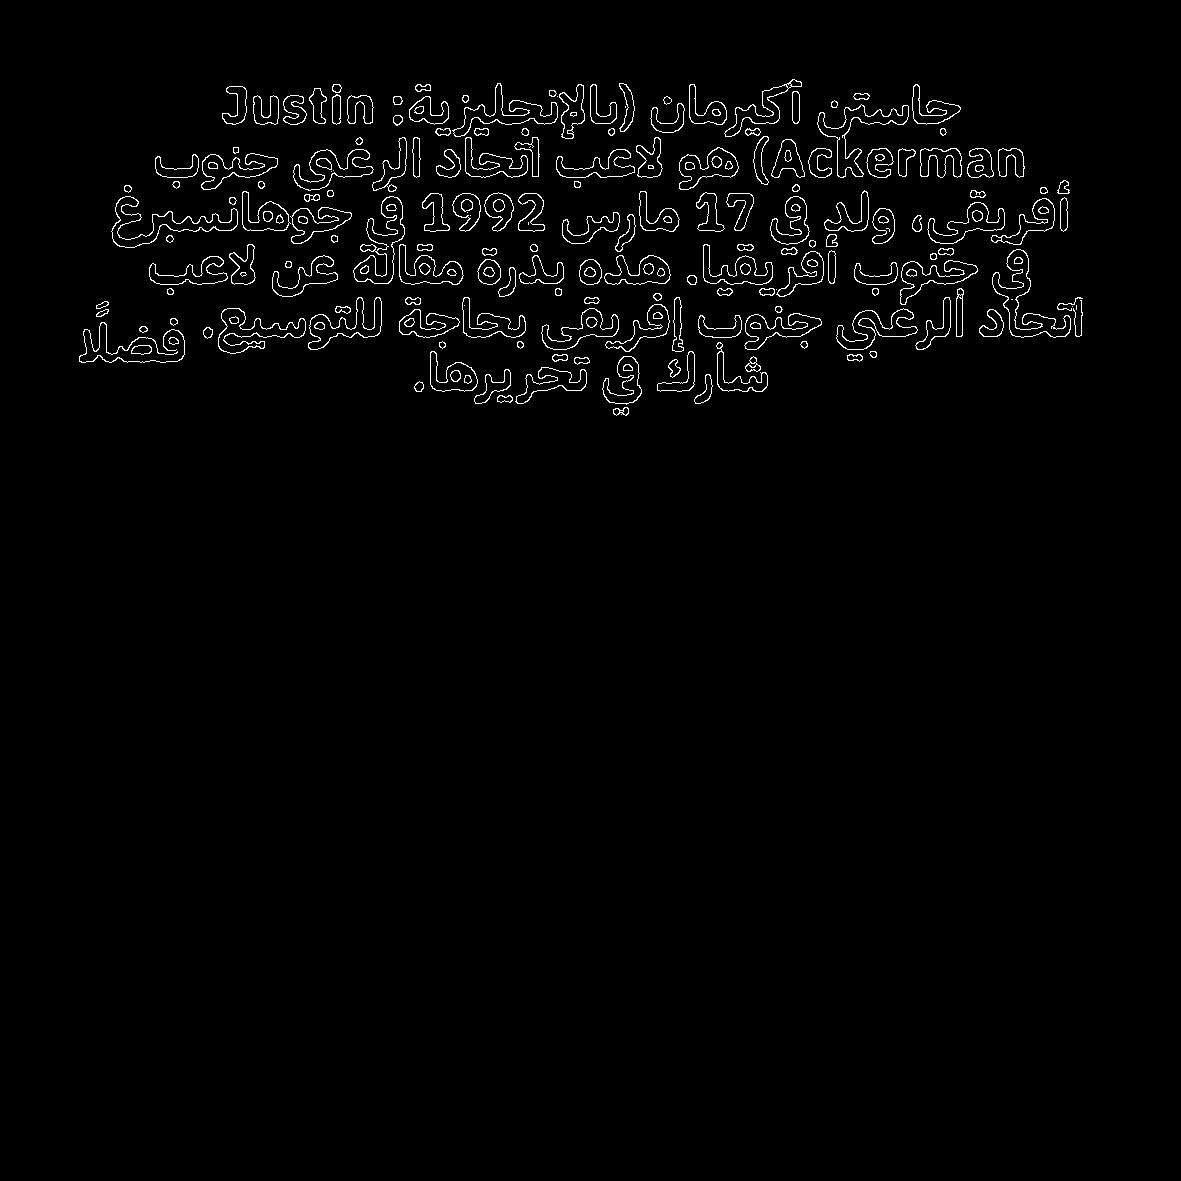 جاستن أكيرمان (بالإنجليزية: Justin
Ackerman) هو لاعب اتحاد الرغبي جنوب
أفريقي، ولد في 17 مارس 1992 في جوهانسبرغ
في جنوب أفريقيا. هذه بذرة مقالة عن لاعب
اتحاد الرغبي جنوب إفريقي بحاجة للتوسيع. فضلًا
شارك في تحريرها.